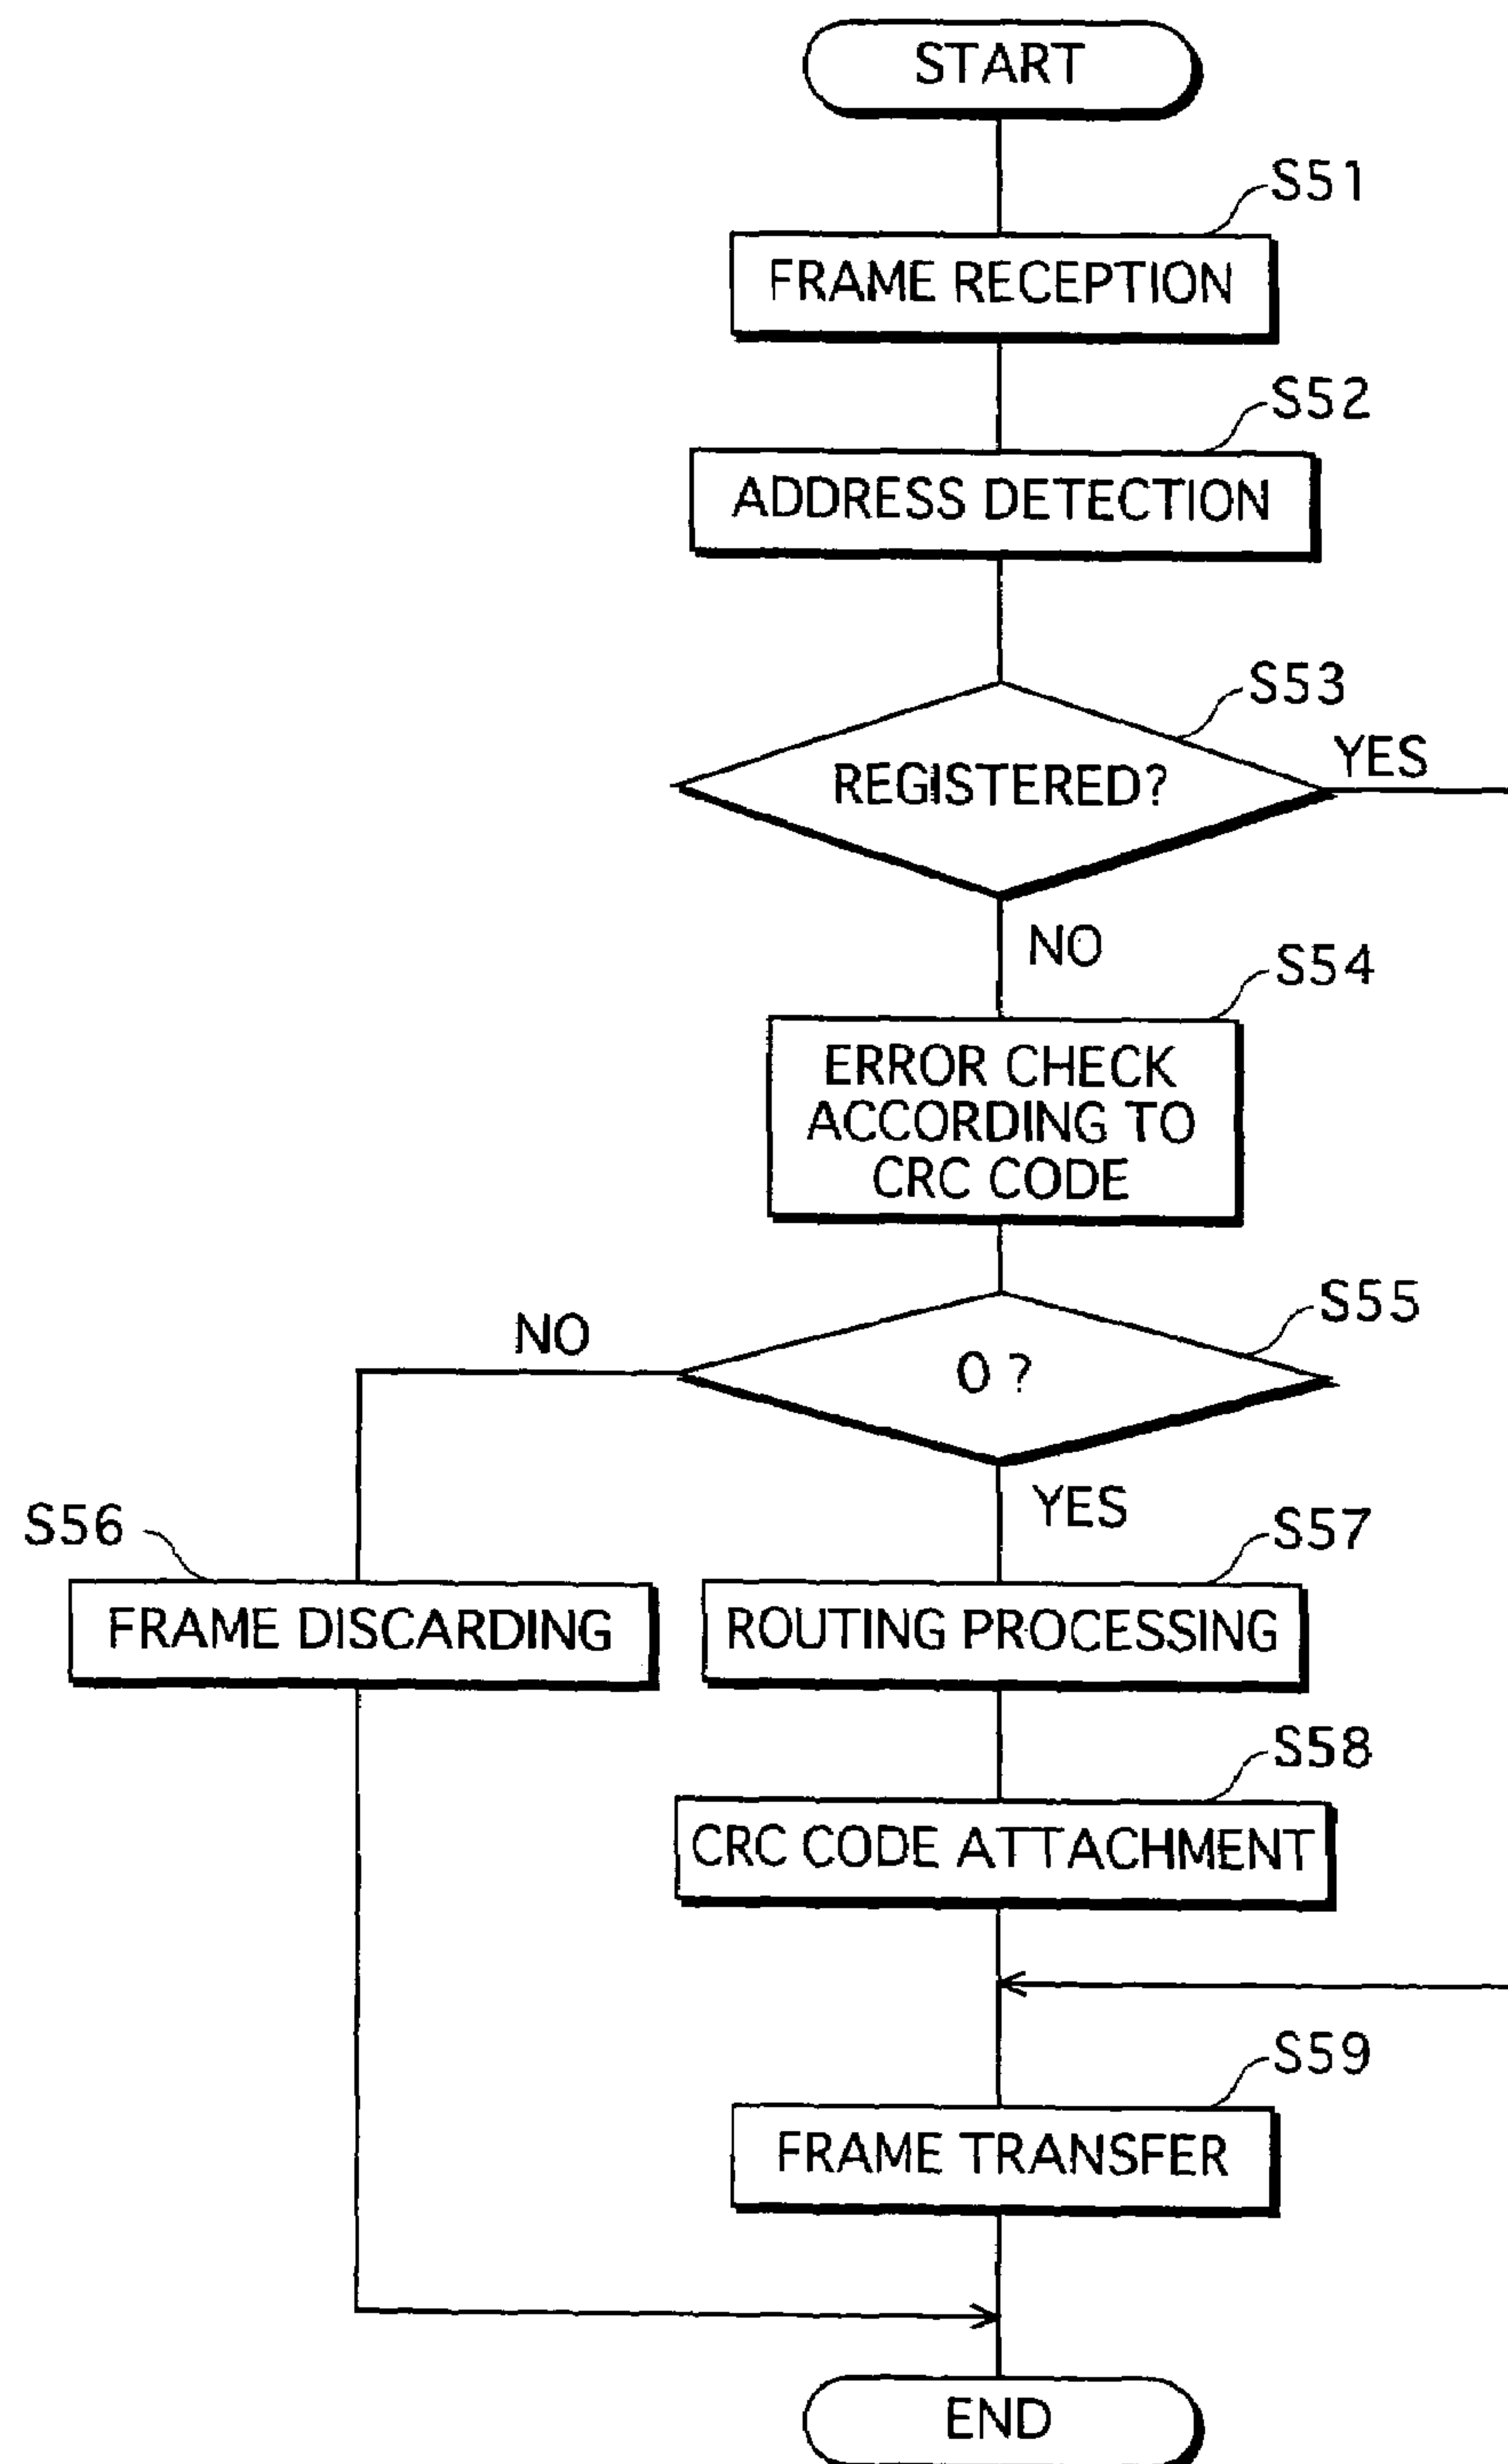 START
S51
FRAME RECEPTION
S52
ADDRESS DETECTION
S53
REGISTERED?
YES
NO
S54
ERROR CHECK
ACCORDING TO
CRC CODE
S55
NO
0 ?
YES
S56
FRAME DISCARDING
S57
ROUTING PROCESSING
S58
CRC CODE ATTACHMENT
S59
FRAME TRANSFER
END